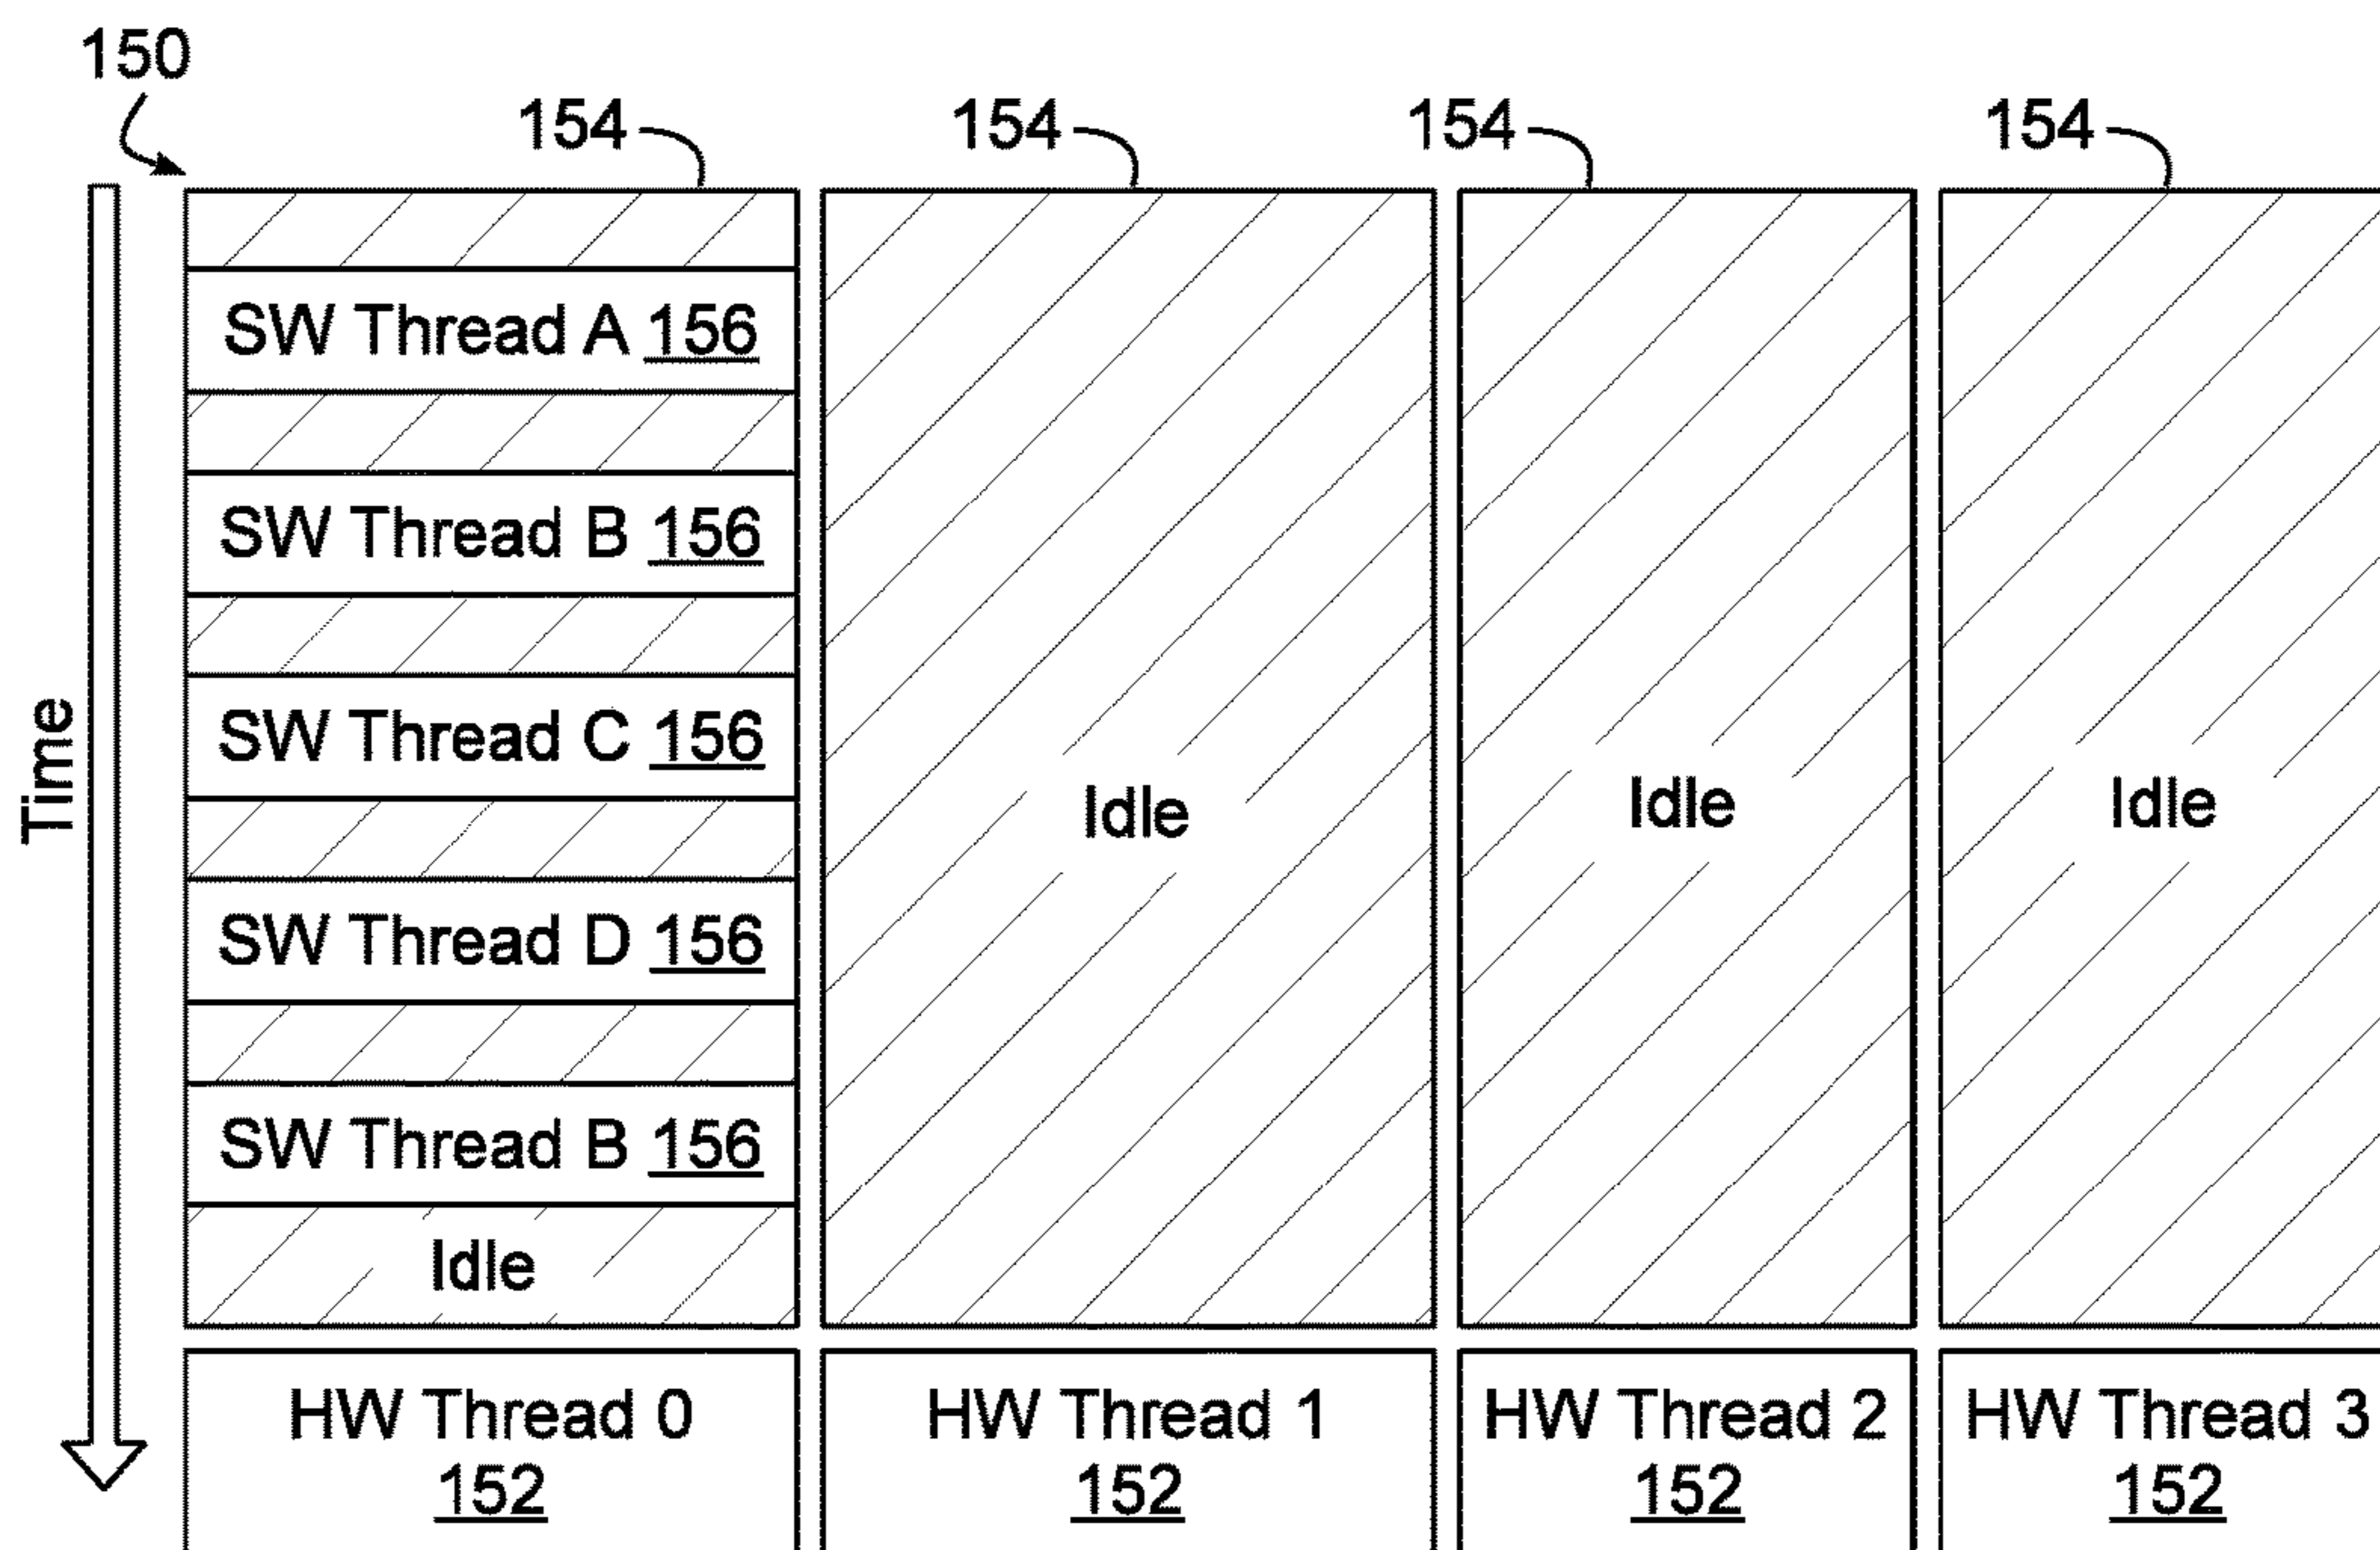 150
154 154 154 154
SW Thread A 156
SW Thread B 156
SW Thread C 156
Time
Idle Idle Idle
SW Thread D 156
SW Thread B 156
Idle
HW Thread 0 HW Thread 1 HW Thread 2 HW Thread 3
152 152 152 152